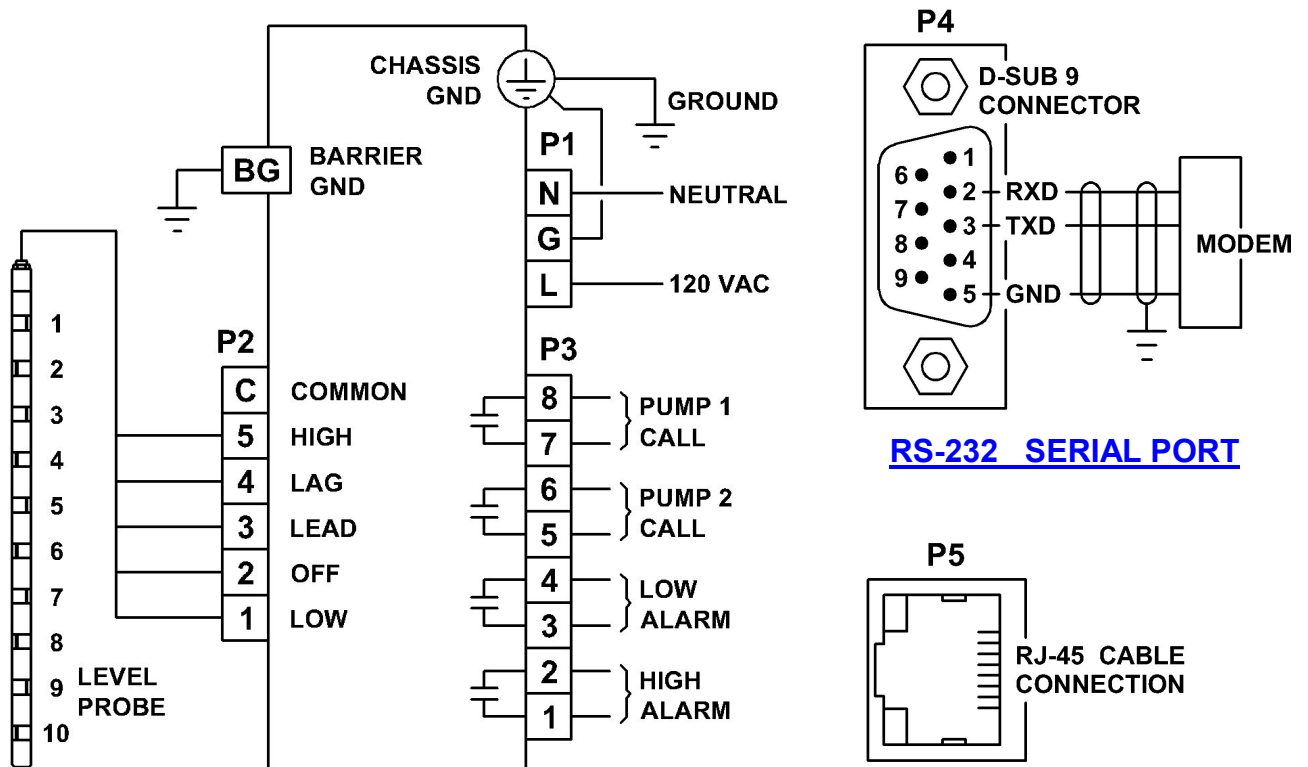 CHASSIS
GND
GROUND
BG
BARRIER
GND
P1
N
NEUTRAL
G
L
120 VAC
1
2
3
4
5
6
7
8
9
10
LEVEL
PROBE
P2
C
COMMON
5
HIGH
4
LAG
3
LEAD
2
OFF
1
LOW
P3
8
7
PUMP 1
CALL
6
5
PUMP 2
CALL
4
3
LOW
ALARM
2
1
HIGH
ALARM
P4
D-SUB 9
CONNECTOR
1
6
2
RXD
7
3
TXD
8
4
9
5
GND
MODEM
RS-232 SERIAL PORT
P5
RJ-45 CABLE
CONNECTION